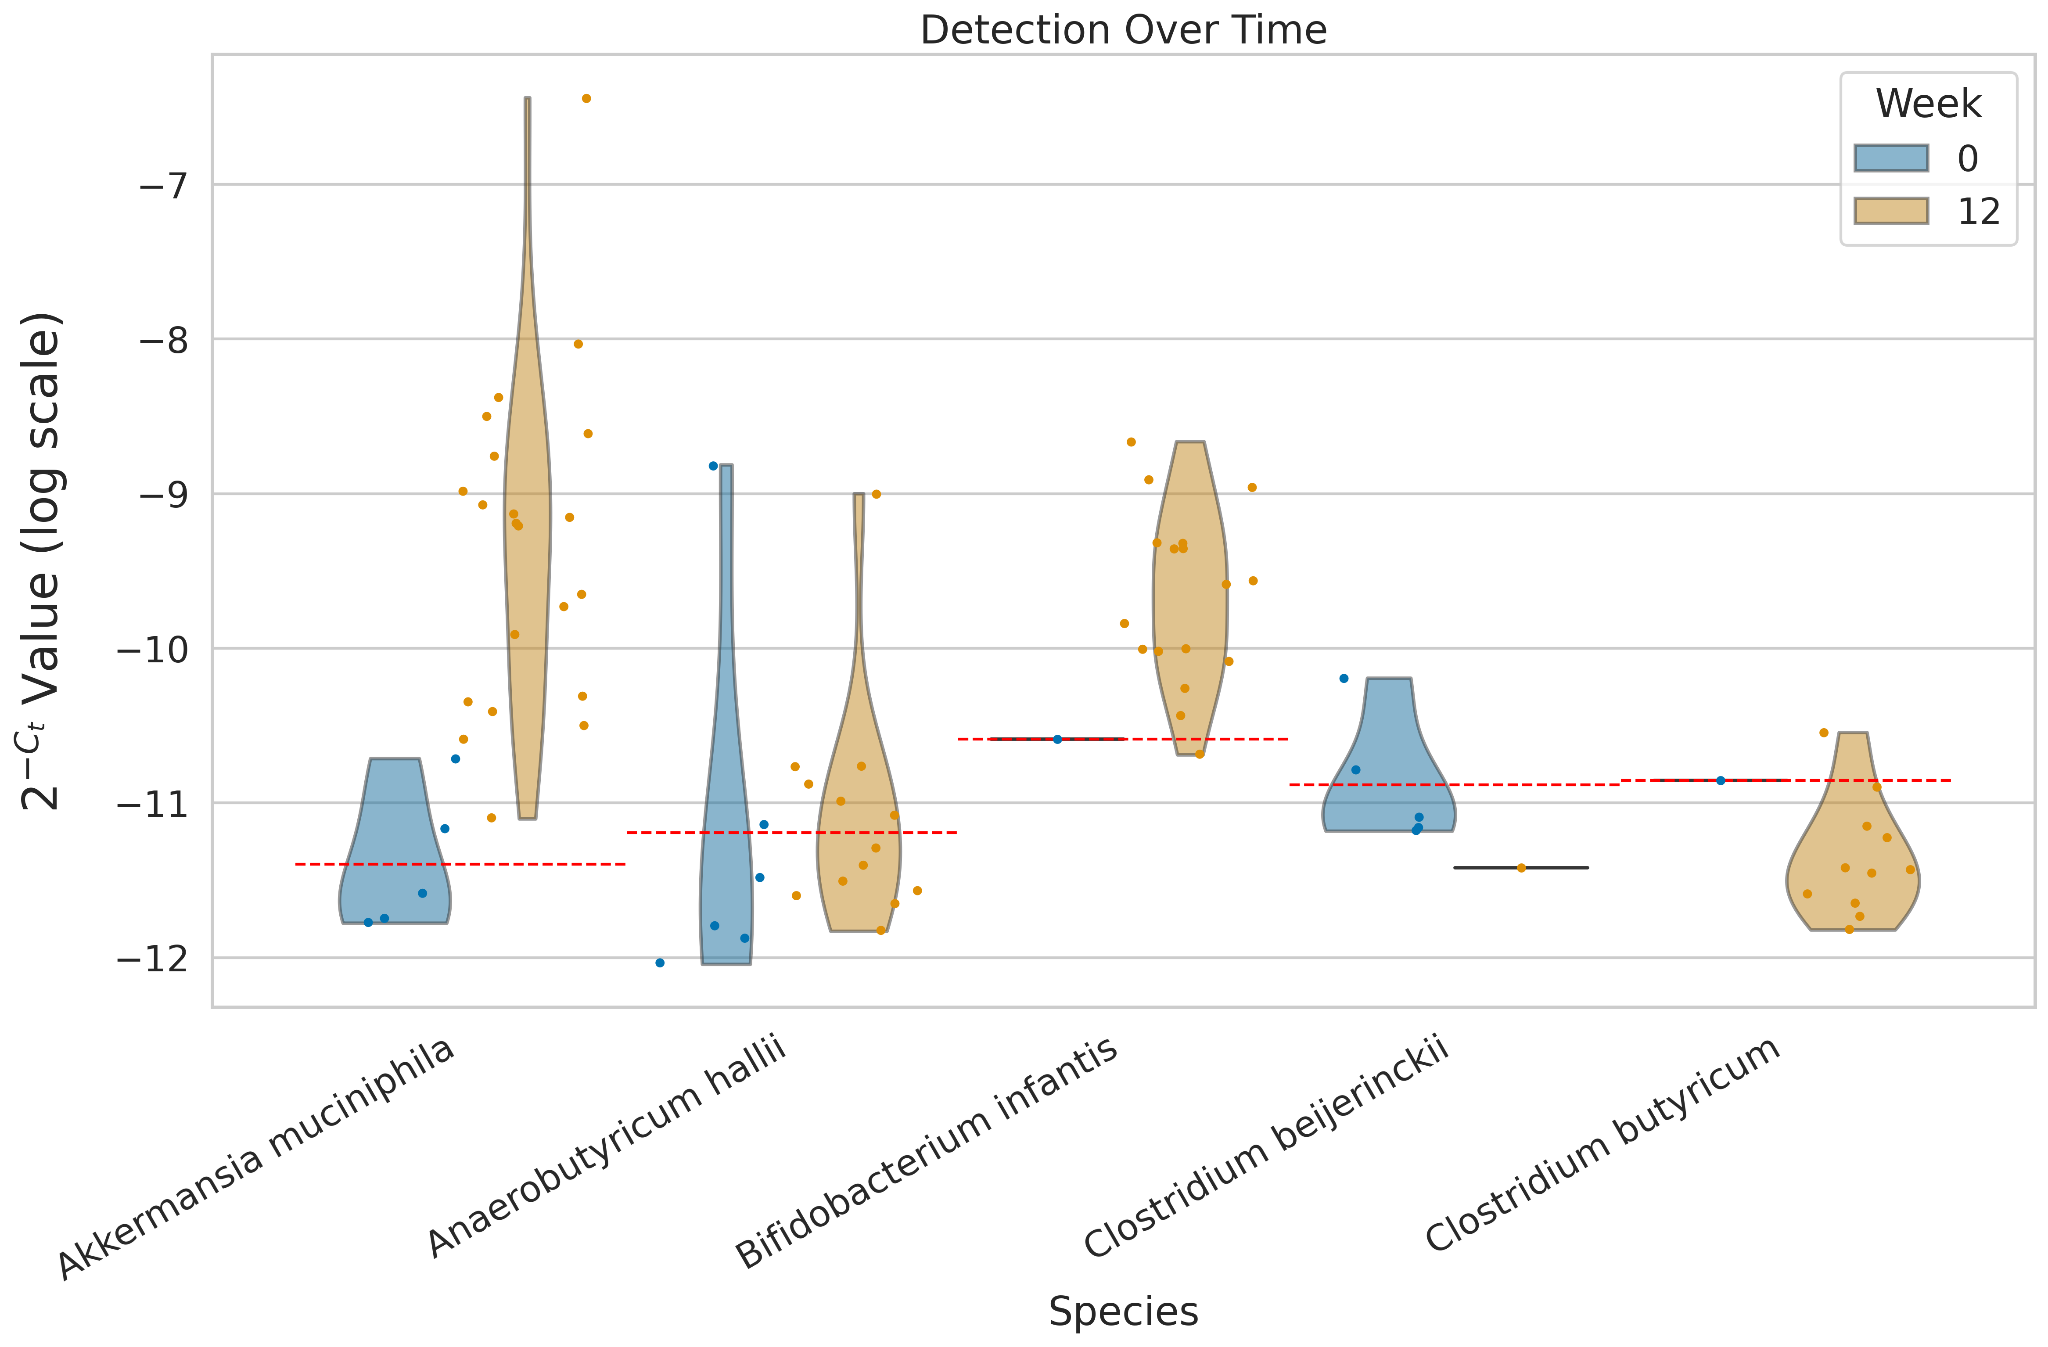 Detection Over Time
Week
0
12
−7
−8
−9
−10
−11
−12
2^{−C_t} Value (log scale)
Akkermansia muciniphila
Anaerobutyricum hallii
Bifidobacterium infantis
Clostridium beijerinckii
Clostridium butyricum
Species